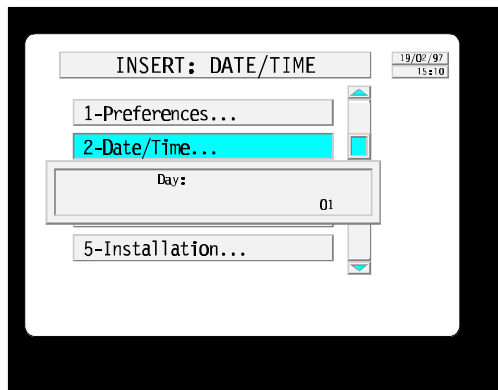 INSERT: DATE/TIME
19/02/97
15:10
1-Preferences...
2-Date/Time...
Day:
01
5-Installation...